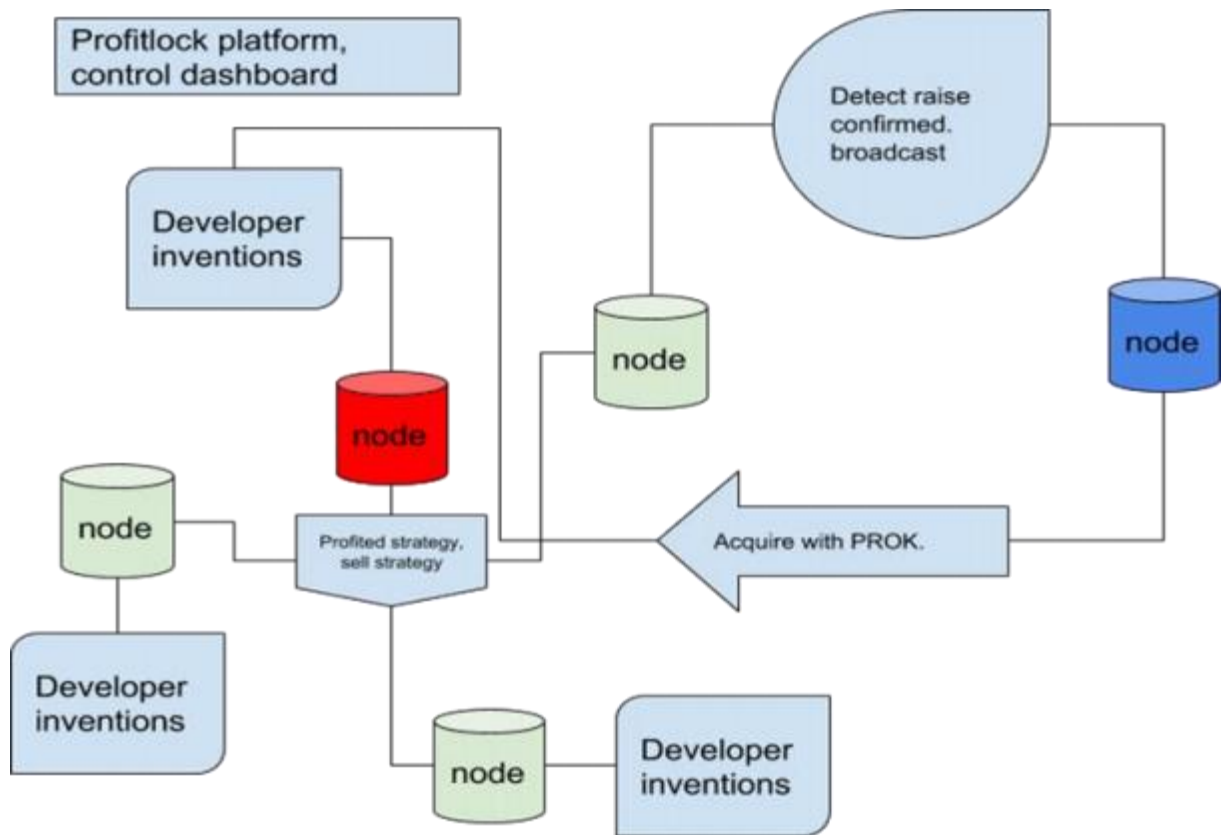 Profitlock platform,
control dashboard
Detect raise
confirmed.
broadcast
Developer
inventions
node
node
node
node
Profited strategy,
sell strategy
Acquire with PROK.
Developer
inventions
node
Developer
inventions